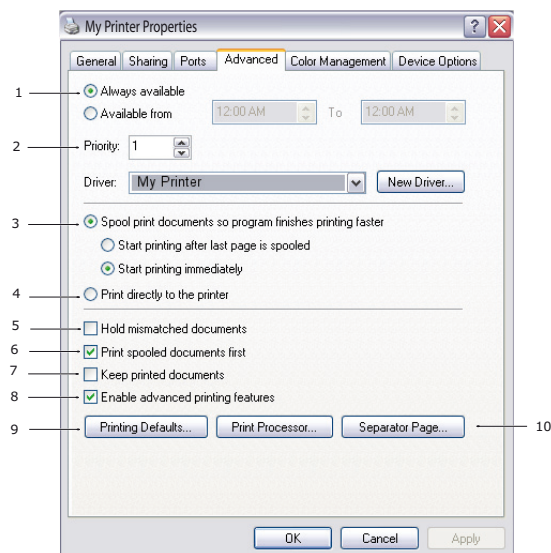 My Printer Properties
General Sharing Ports Advanced Color Management Device Options
1 Always available
Available from 12:00 AM To 12:00 AM
2 Priority: 1
Driver: My Printer New Driver...
3 Spool print documents so program finishes printing faster
Start printing after last page is spooled
Start printing immediately
4 Print directly to the printer
5 Hold mismatched documents
6 Print spooled documents first
7 Keep printed documents
8 Enable advanced printing features
9 Printing Defaults... Print Processor... Separator Page... 10
OK Cancel Apply